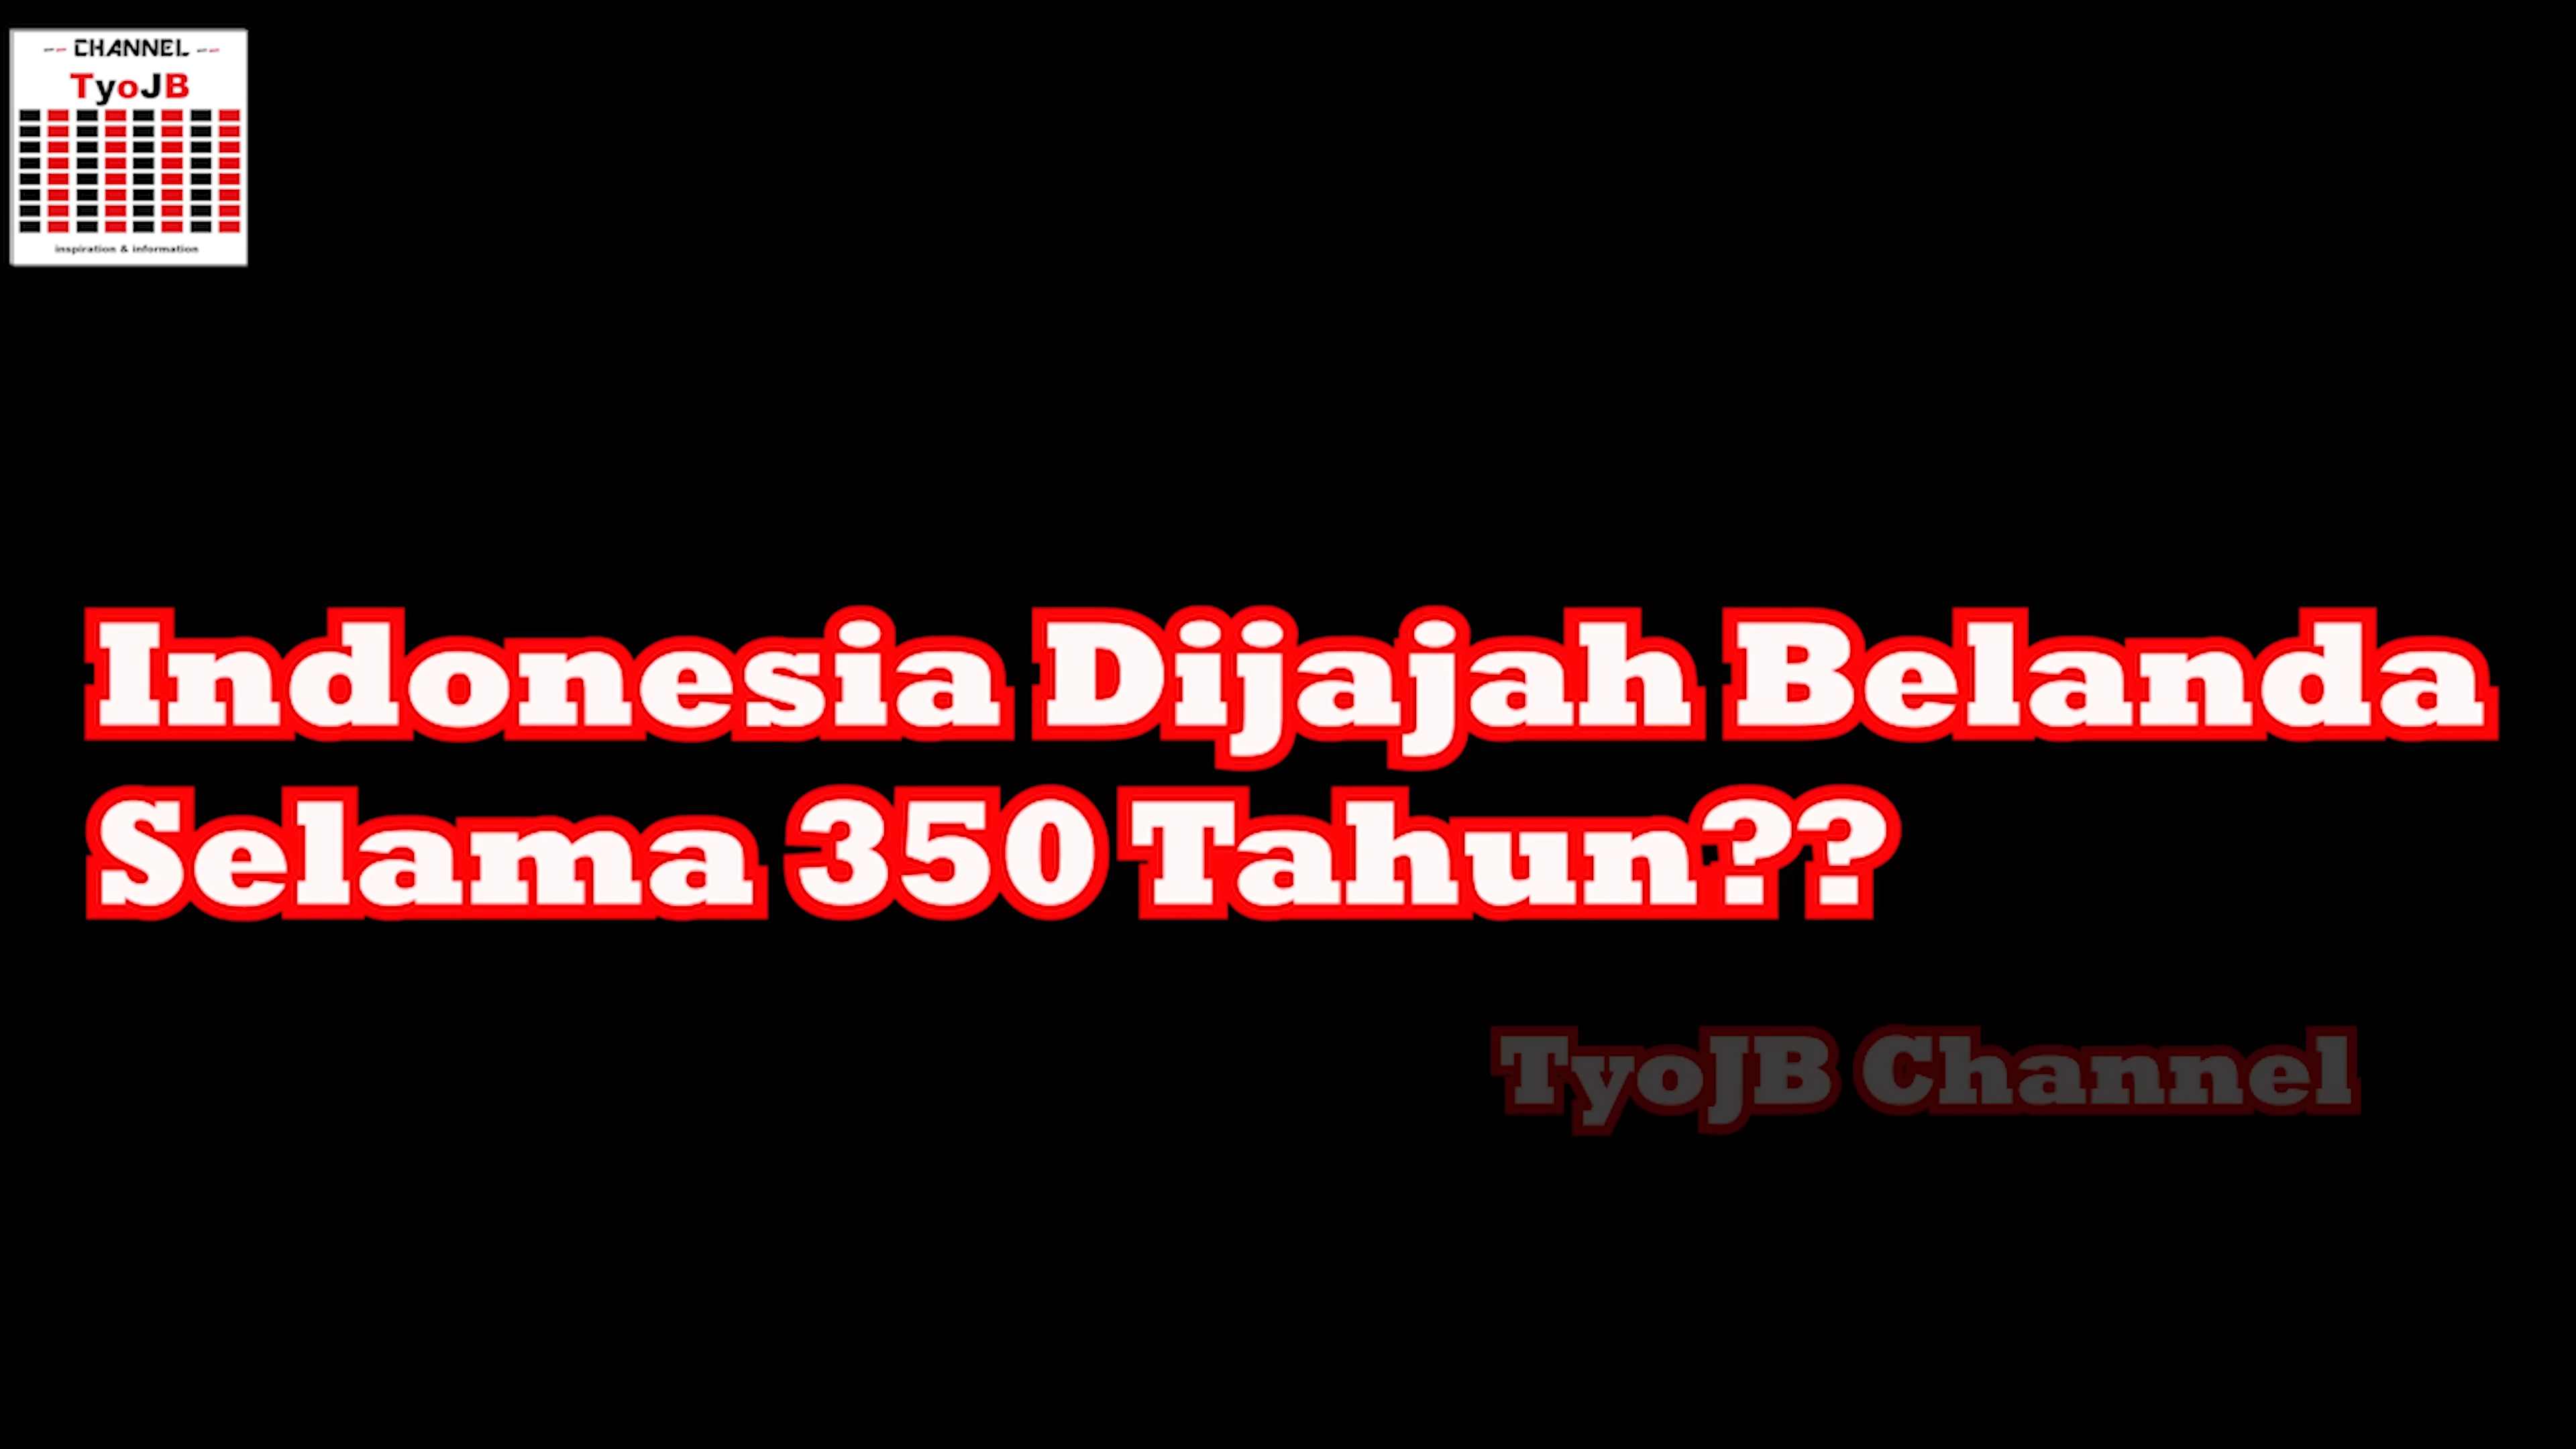 -- CHANNEL --
TyoJB
inspiration & information
Indonesia Dijajah Belanda
Selama 350 Tahun??
TyoJB Channel